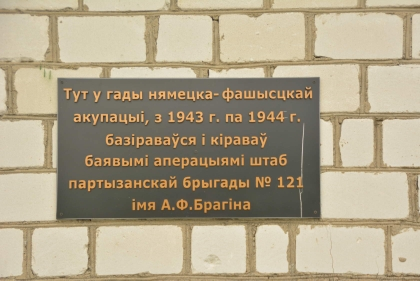 Тут у гады нямецка-фашысцкай
акупацыі, з 1943 г. па 1944 г.
базіраваўся і кіраваў
баявымі аперацыямі штаб
партызанскай брыгады № 121
імя А.Ф.Брагіна